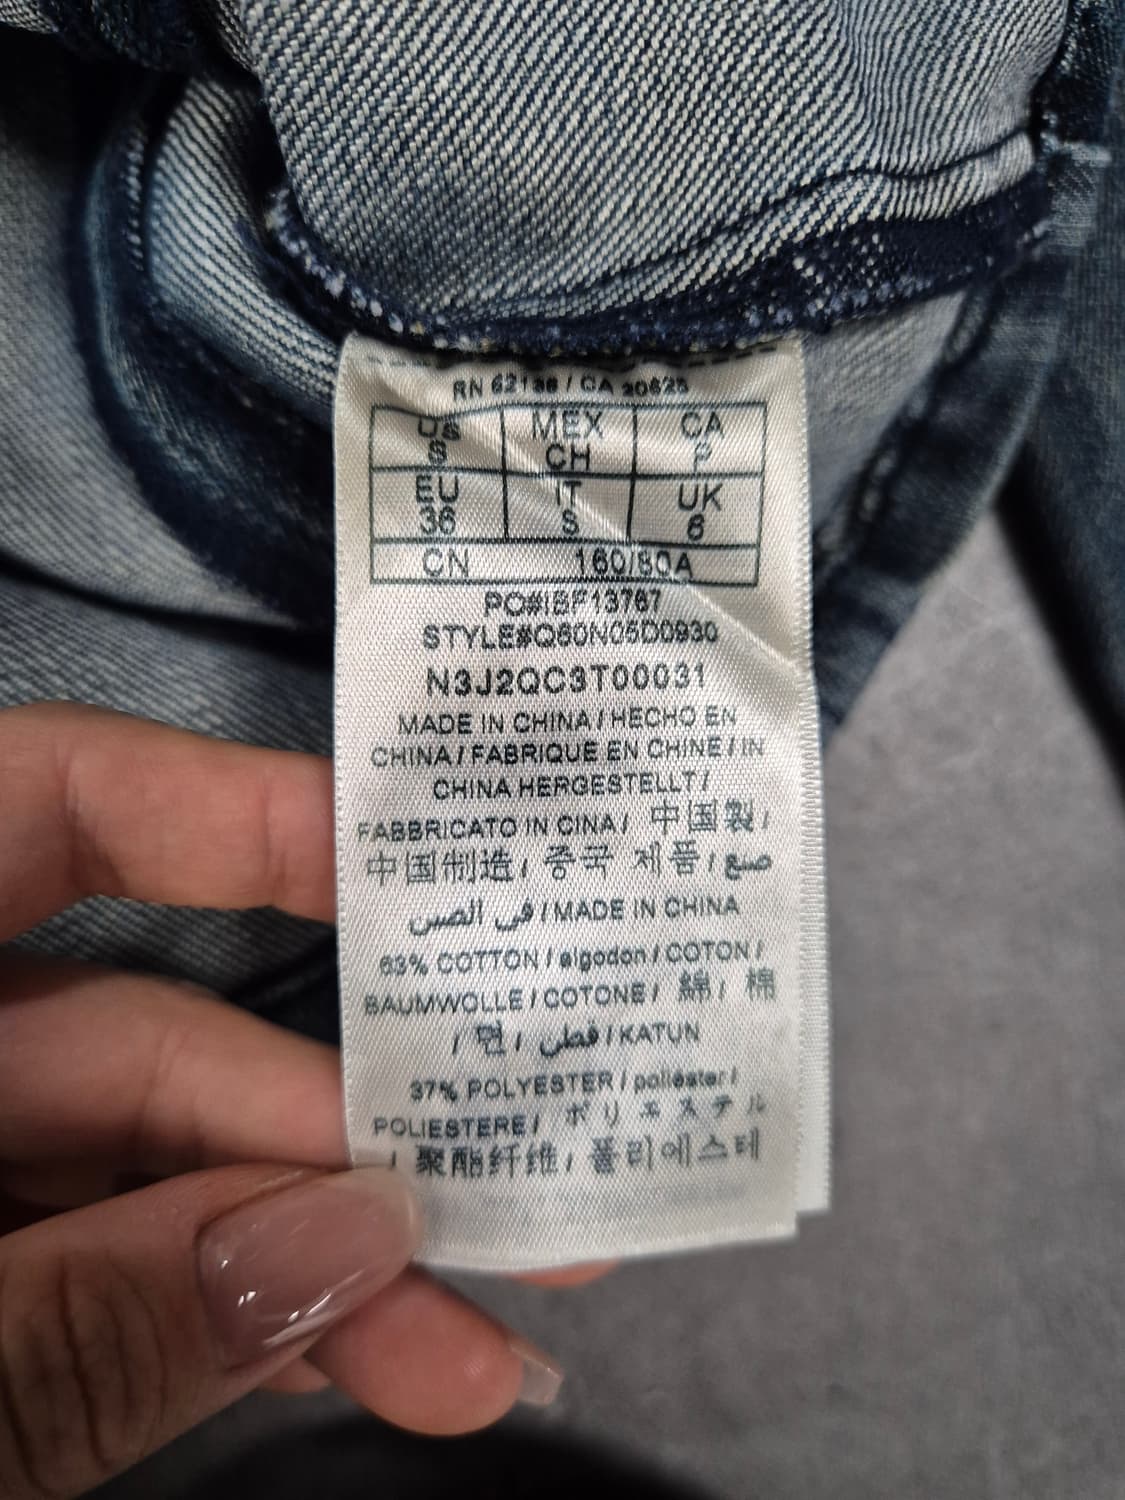 RN 62136 / CA 20625
US MEX CA
S CH P
EU IT UK
36 S 6
CN 160/80A
PO#IBF13767
STYLE#Q60N05D0930
N3J2QC3T00031
MADE IN CHINA / HECHO EN
CHINA / FABRIQUE EN CHINE / IN
CHINA HERGESTELLT /
FABBRICATO IN CINA / 中国製 /
中国制造 / 중국 제품 / صنع
في الصين / MADE IN CHINA
63% COTTON / algodon / COTON /
BAUMWOLLE / COTONE / 綿 / 棉
/ 면 / قطن / KATUN
37% POLYESTER / poliéster /
POLIESTERE / ポリエステル
/ 聚酯纤维 / 폴리에스테